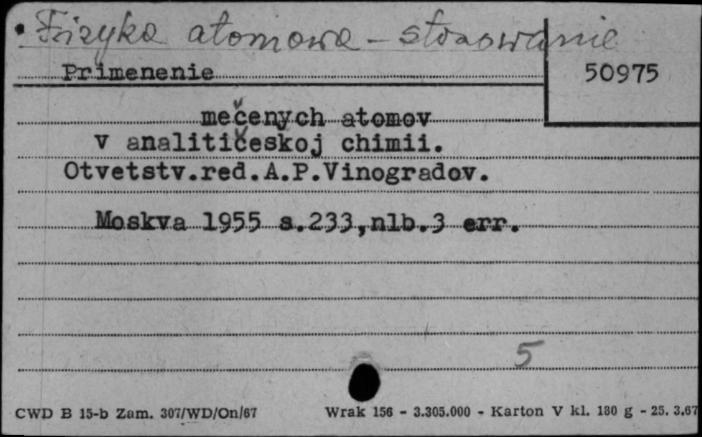 Fizyka atomowa - stosowanie
Primenenie
50975
mečenych atomov
v analitičeskoj chimii.
Otvetstv.red.A.P.Vinogradov.
Moskva 1955 s.233,nlb.3 err.
5
CWD B 15-b Zam. 307/WD/On/67 Wrak 156 - 3.305.000 - Karton V kl. 180 g - 25. 3.67